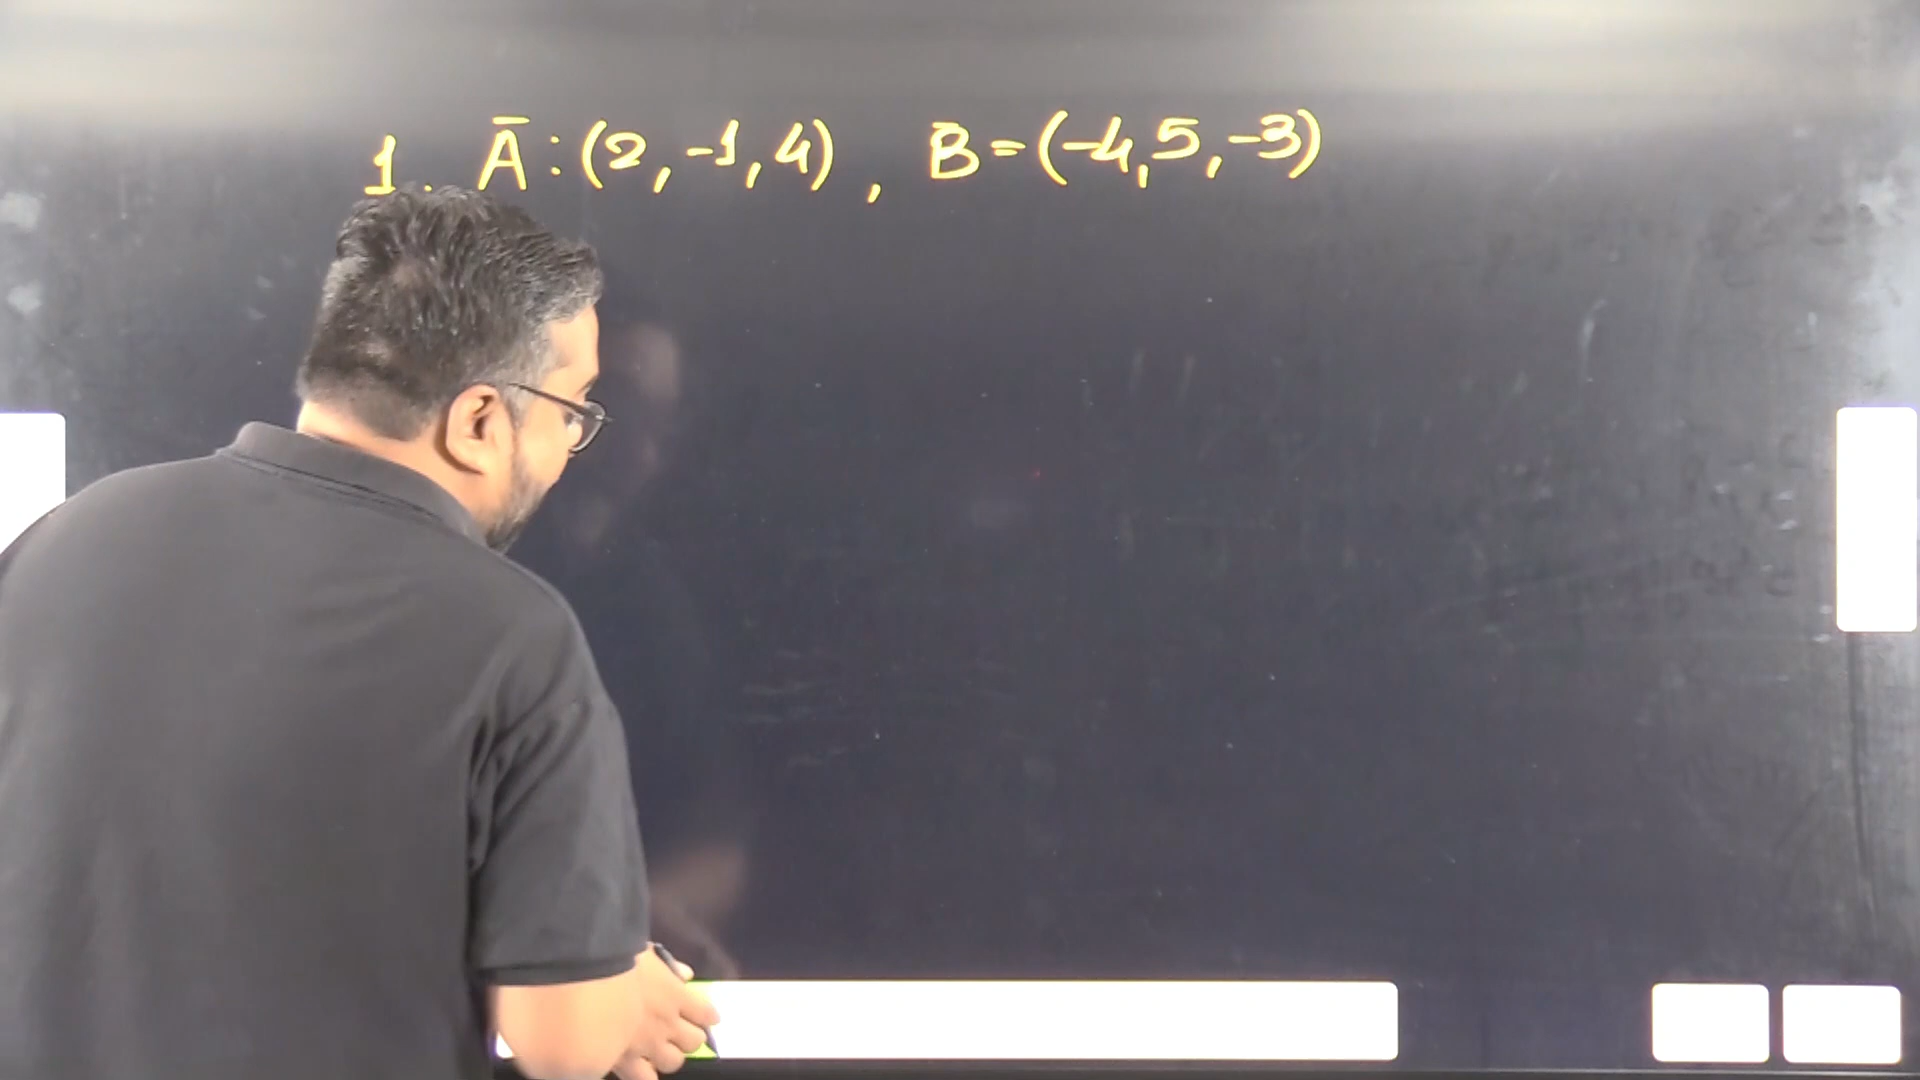 1. Ā : (2, -1, 4), B = (-4, 5, -3)